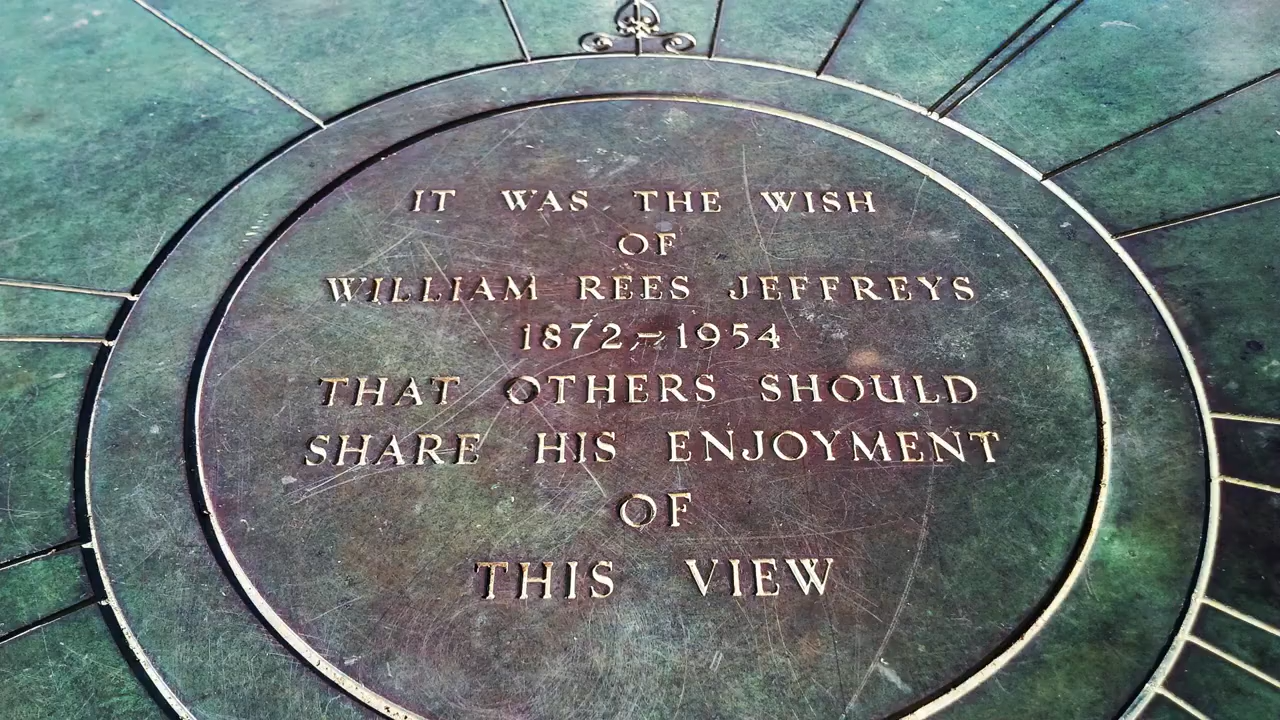 IT WAS THE WISH
OF
WILLIAM REES JEFFREYS
1872–1954
THAT OTHERS SHOULD
SHARE HIS ENJOYMENT
OF
THIS VIEW